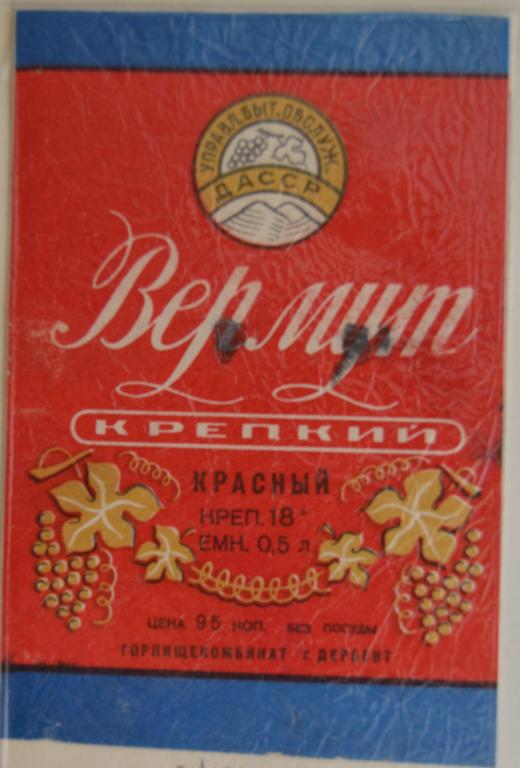 УПРАВЛ. БЫТ. ОБСЛУЖ.
ДАССР
Вермут
КРЕПКИЙ
КРАСНЫЙ
КРЕП. 18°
ЕМН. 0,5 л.
ЦЕНА 95 КОП. БЕЗ ПОСУДЫ
ГОРПИЩЕКОМБИНАТ г. ДЕРБЕНТ